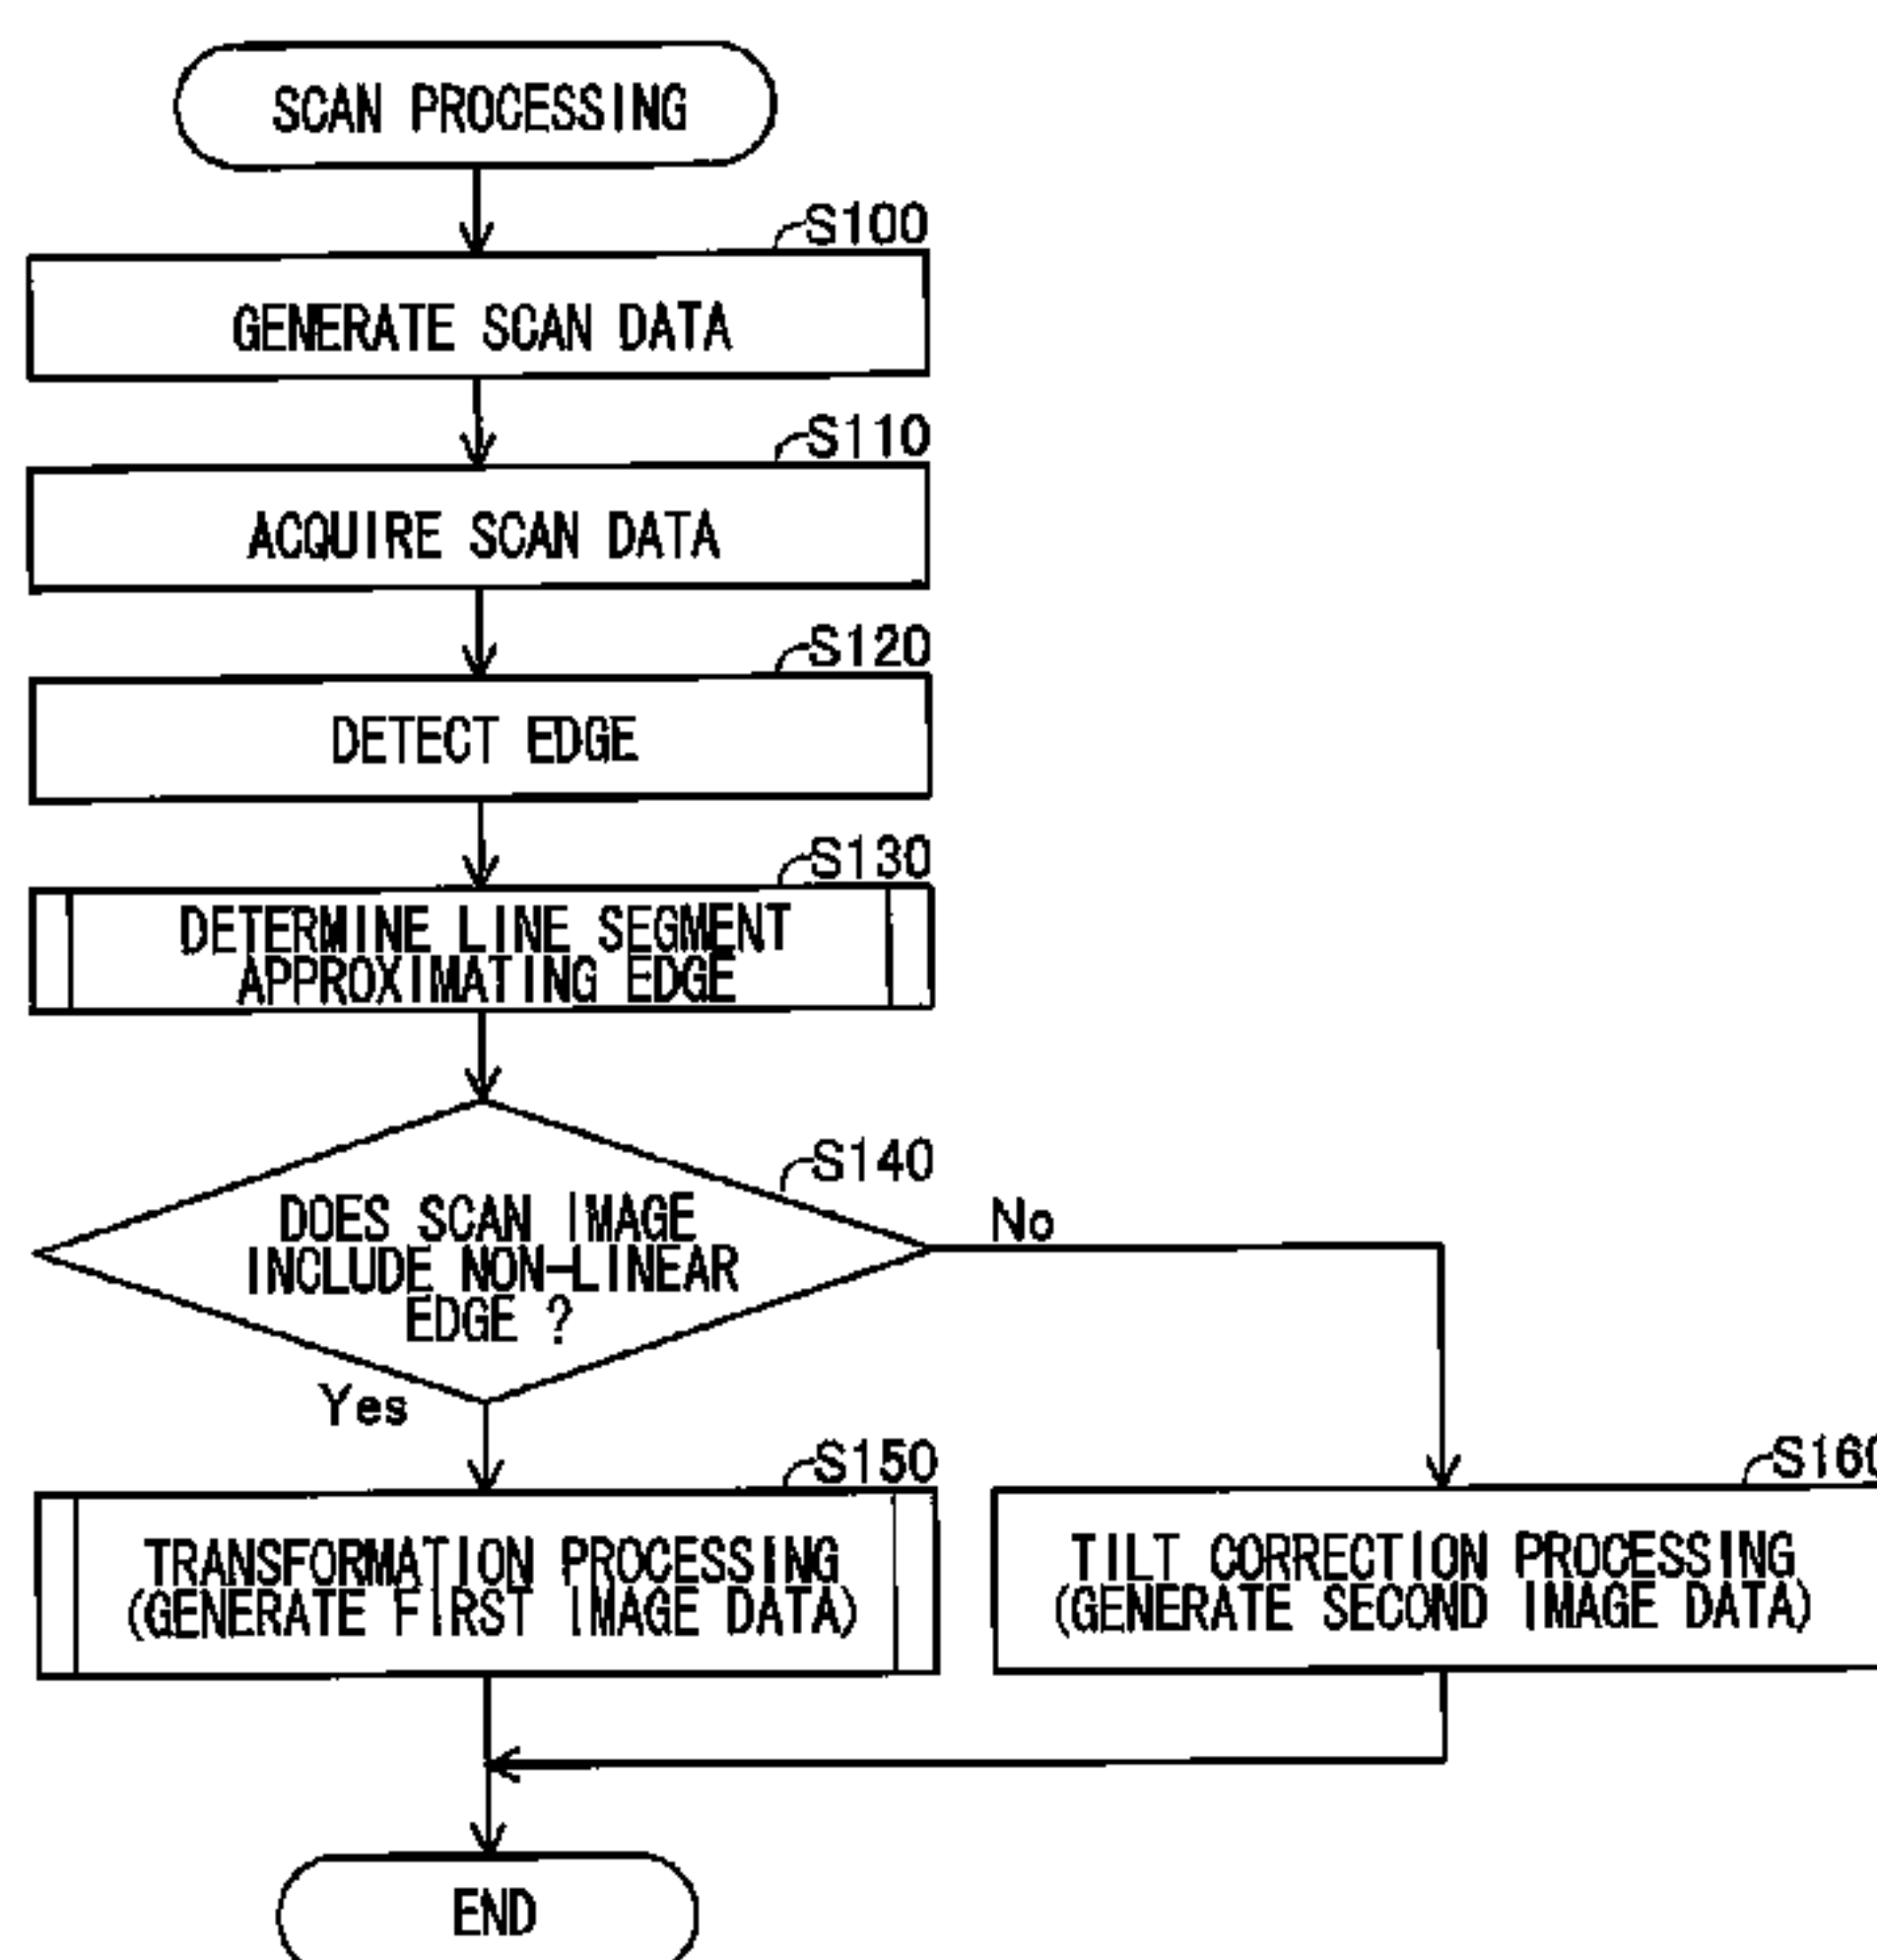 SCAN PROCESSING
S100
GENERATE SCAN DATA
S110
ACQUIRE SCAN DATA
S120
DETECT EDGE
S130
DETERMINE LINE SEGMENT
APPROXIMATING EDGE
S140
DOES SCAN IMAGE
INCLUDE NON-LINEAR
EDGE ?
No
Yes
S150
TRANSFORMATION PROCESSING
(GENERATE FIRST IMAGE DATA)
S160
TILT CORRECTION PROCESSING
(GENERATE SECOND IMAGE DATA)
END